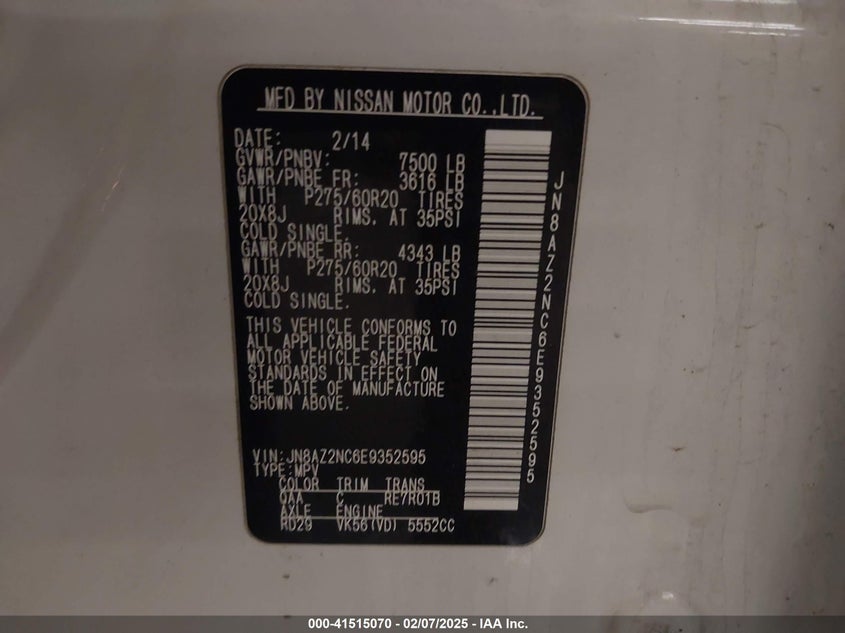 MFD BY NISSAN MOTOR CO.,LTD.
DATE: 2/14
GVWR/PNBV: 7500 LB
GAWR/PNBE FR: 3616 LB
WITH P275/60R20 TIRES
20X8J RIMS. AT 35PSI
COLD SINGLE.
GAWR/PNBE RR: 4343 LB
WITH P275/60R20 TIRES
20X8J RIMS. AT 35PSI
COLD SINGLE.
THIS VEHICLE CONFORMS TO
ALL APPLICABLE FEDERAL
MOTOR VEHICLE SAFETY
STANDARDS IN EFFECT ON
THE DATE OF MANUFACTURE
SHOWN ABOVE.
VIN:JN8AZ2NC6E9352595
TYPE:MPV
COLOR TRIM TRANS
QAA C RE7R01B
AXLE ENGINE
RD29 VK56(VD) 5552CC
JN8AZ2NC6E9352595
000-41515070 - 02/07/2025 - IAA Inc.